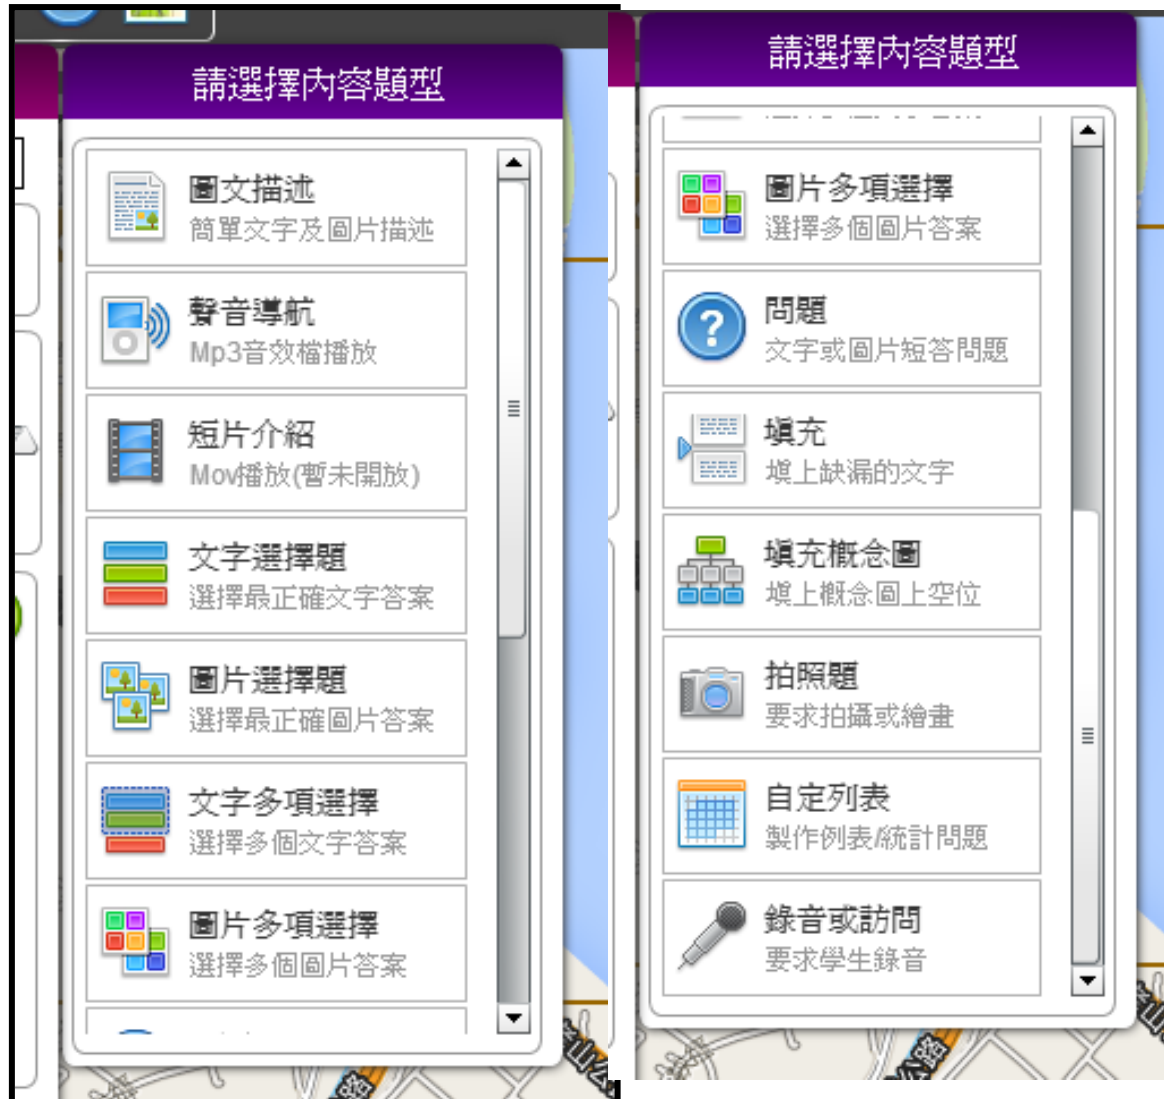 請選擇內容題型
圖文描述
簡單文字及圖片描述
聲音導航
Mp3音效檔播放
短片介紹
Mov播放(暫未開放)
文字選擇題
選擇最正確文字答案
圖片選擇題
選擇最正確圖片答案
文字多項選擇
選擇多個文字答案
圖片多項選擇
選擇多個圖片答案
路
請選擇內容題型
圖片多項選擇
選擇多個圖片答案
問題
文字或圖片短答問題
填充
填上缺漏的文字
填充概念圖
填上概念圖上空位
拍照題
要求拍攝或繪畫
自定列表
製作例表/統計問題
錄音或訪問
要求學生錄音
路